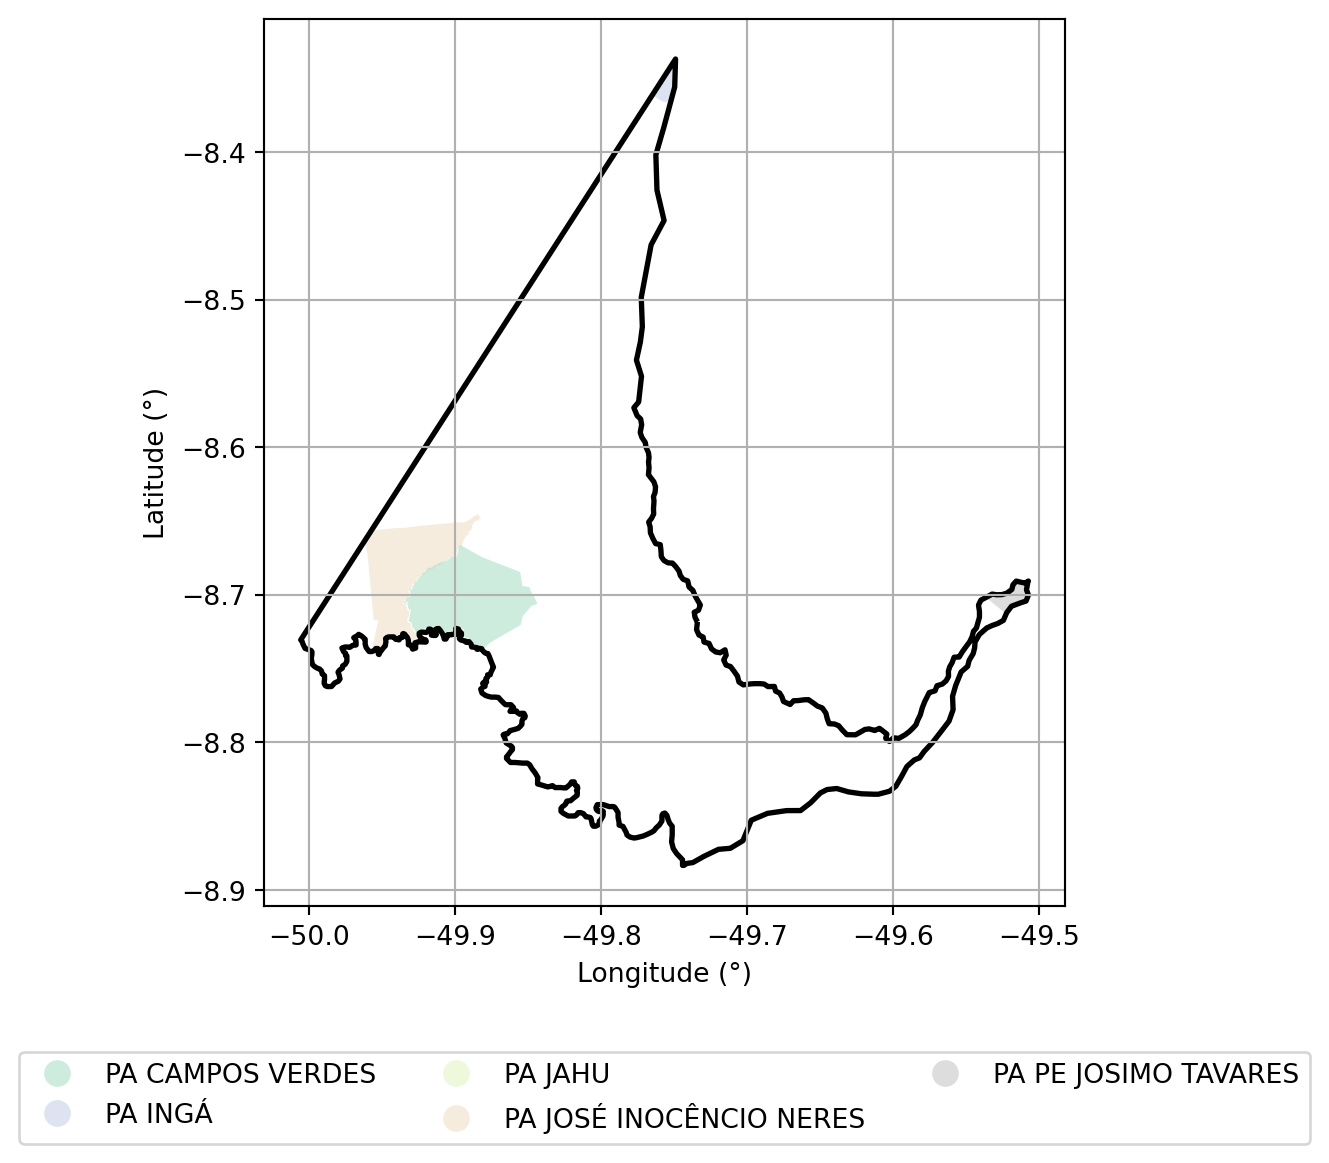 −8.4
−8.5
−8.6
−8.7
−8.8
−8.9
Latitude (°)
−50.0 −49.9 −49.8 −49.7 −49.6 −49.5
Longitude (°)
PA CAMPOS VERDES PA JAHU PA PE JOSIMO TAVARES
PA INGÁ PA JOSÉ INOCÊNCIO NERES